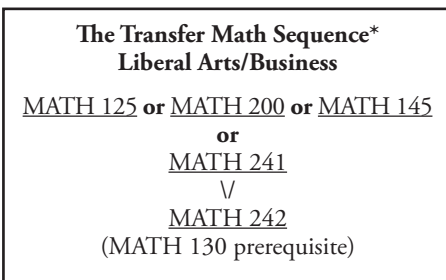 The Transfer Math Sequence*
Liberal Arts/Business
MATH 125 or MATH 200 or MATH 145
or
MATH 241
\/
MATH 242
(MATH 130 prerequisite)